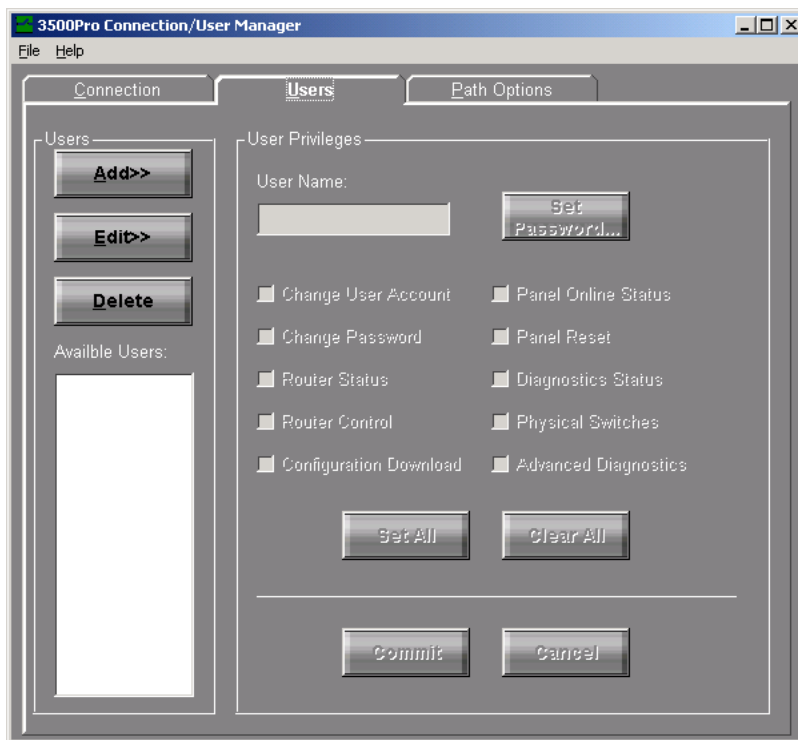 3500Pro Connection/User Manager
File Help
Connection Users Path Options
Users
Add>>
Edit>>
Delete
Availble Users:
User Privileges
User Name:
Set Password...
Change User Account Panel Online Status
Change Password Panel Reset
Router Status Diagnostics Status
Router Control Physical Switches
Configuration Download Advanced Diagnostics
Set All Clear All
Commit Cancel